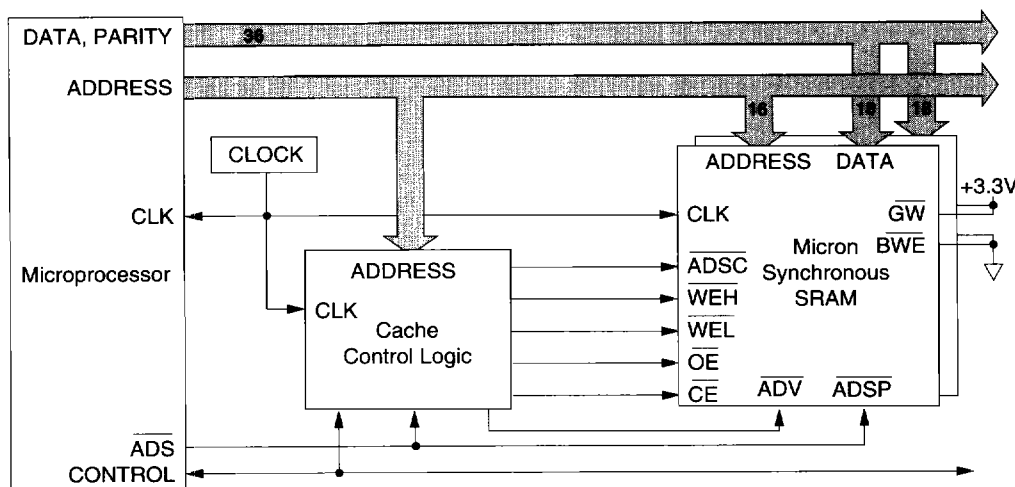 DATA, PARITY
36
ADDRESS
16
18
18
CLOCK
ADDRESS
DATA
+3.3V
CLK
CLK
GW
Microprocessor
ADDRESS
ADSC
BWE
Micron
Synchronous
SRAM
CLK
WEH
Cache
Control Logic
WEL
OE
CE
ADV
ADSP
ADS
CONTROL